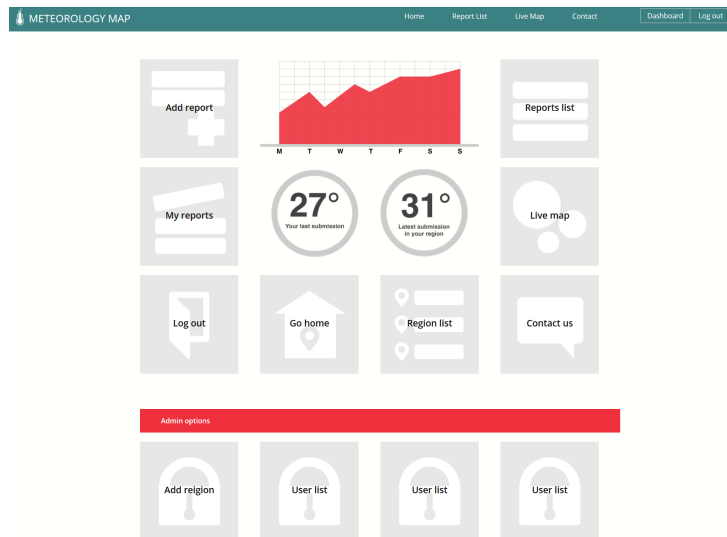 METEOROLOGY MAP
Home Report List Live Map Contact Dashboard Log out
Add report
M T W T F S S
Reports list
My reports
27°
Your last submission
31°
Latest submission
in your region
Live map
Log out
Go home
Region list
Contact us
Admin options
Add reigion
User list
User list
User list